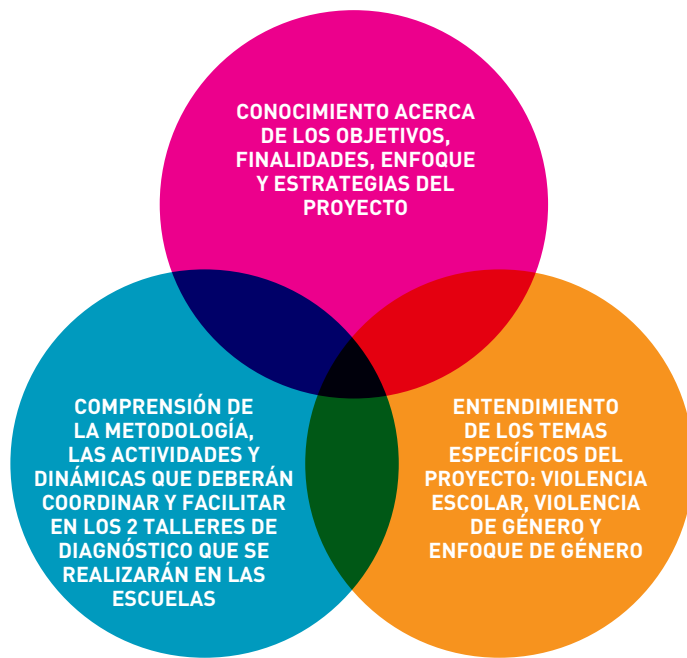 CONOCIMIENTO ACERCA
DE LOS OBJETIVOS,
FINALIDADES, ENFOQUE
Y ESTRATEGIAS DEL
PROYECTO
COMPRENSIÓN DE
LA METODOLOGÍA,
LAS ACTIVIDADES Y
DINÁMICAS QUE DEBERÁN
COORDINAR Y FACILITAR
EN LOS 2 TALLERES DE
DIAGNÓSTICO QUE SE
REALIZARÁN EN LAS
ESCUELAS
ENTENDIMIENTO
DE LOS TEMAS
ESPECÍFICOS DEL
PROYECTO: VIOLENCIA
ESCOLAR, VIOLENCIA
DE GÉNERO Y
ENFOQUE DE GÉNERO